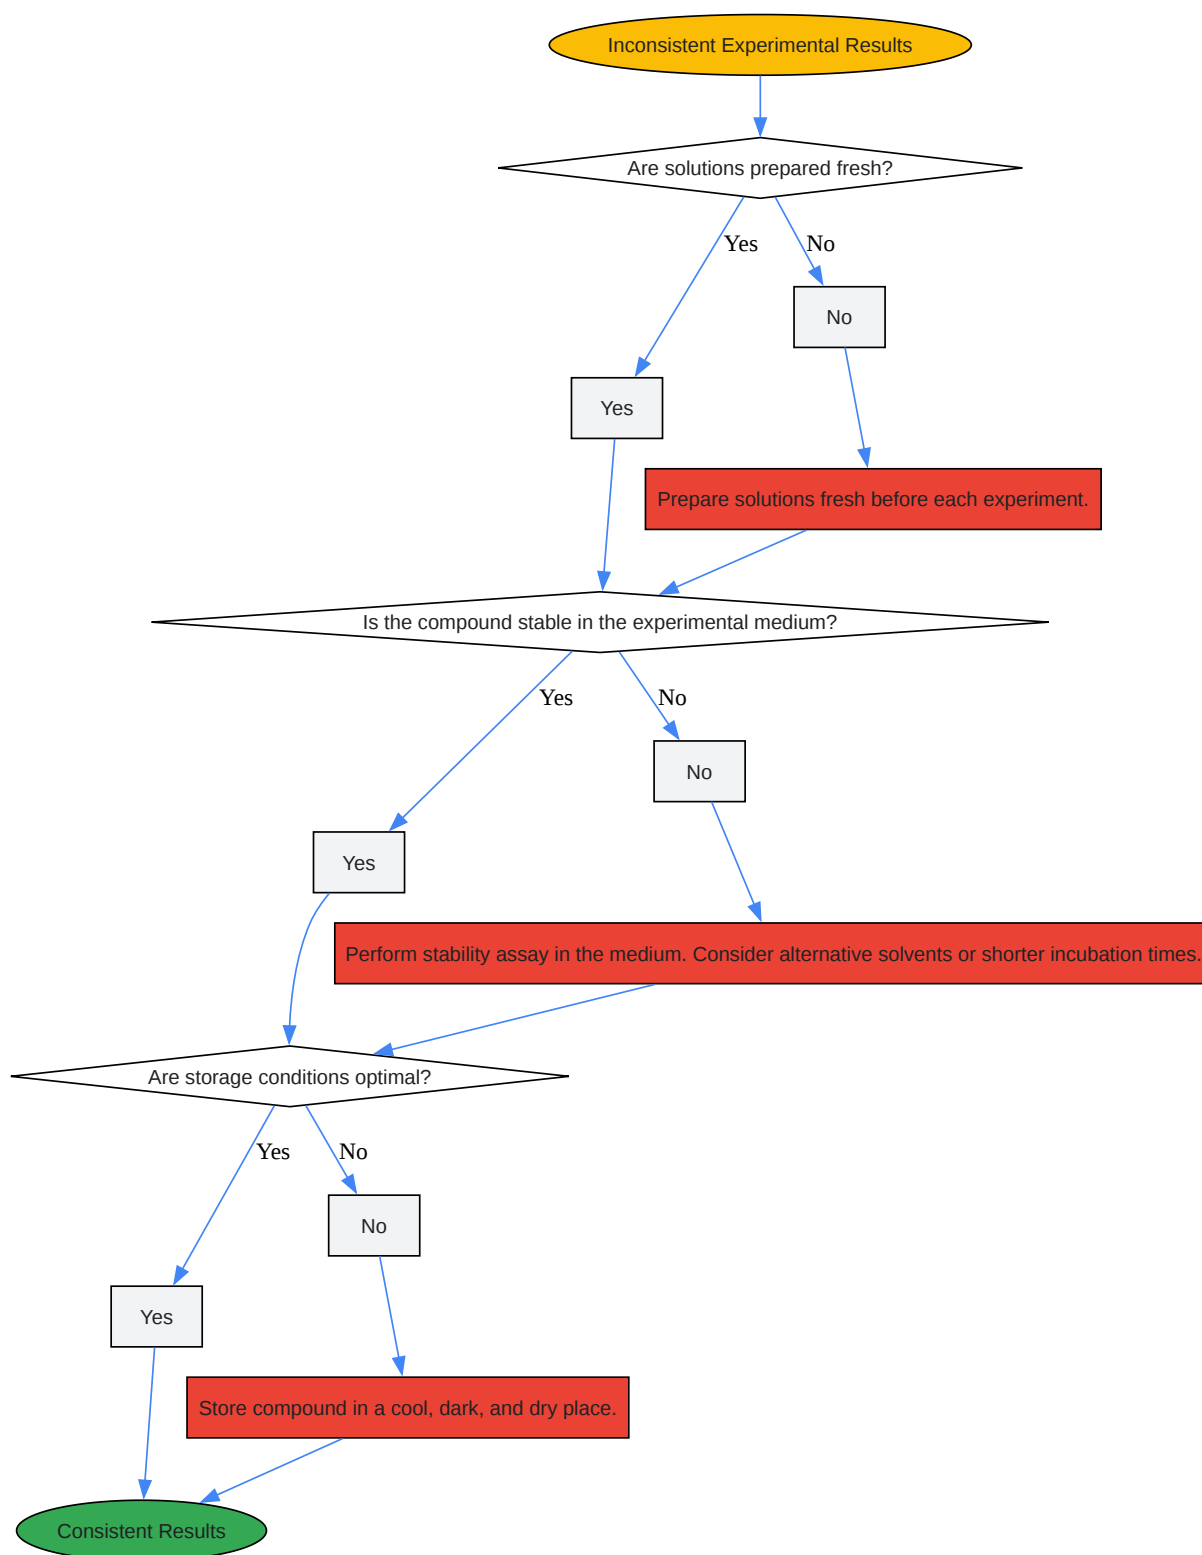 Inconsistent Experimental Results
Are solutions prepared fresh?
Yes
No
No
Yes
Prepare solutions fresh before each experiment.
Is the compound stable in the experimental medium?
Yes
No
No
Yes
Perform stability assay in the medium. Consider alternative solvents or shorter incubation times.
Are storage conditions optimal?
Yes
No
No
Yes
Store compound in a cool, dark, and dry place.
Consistent Results